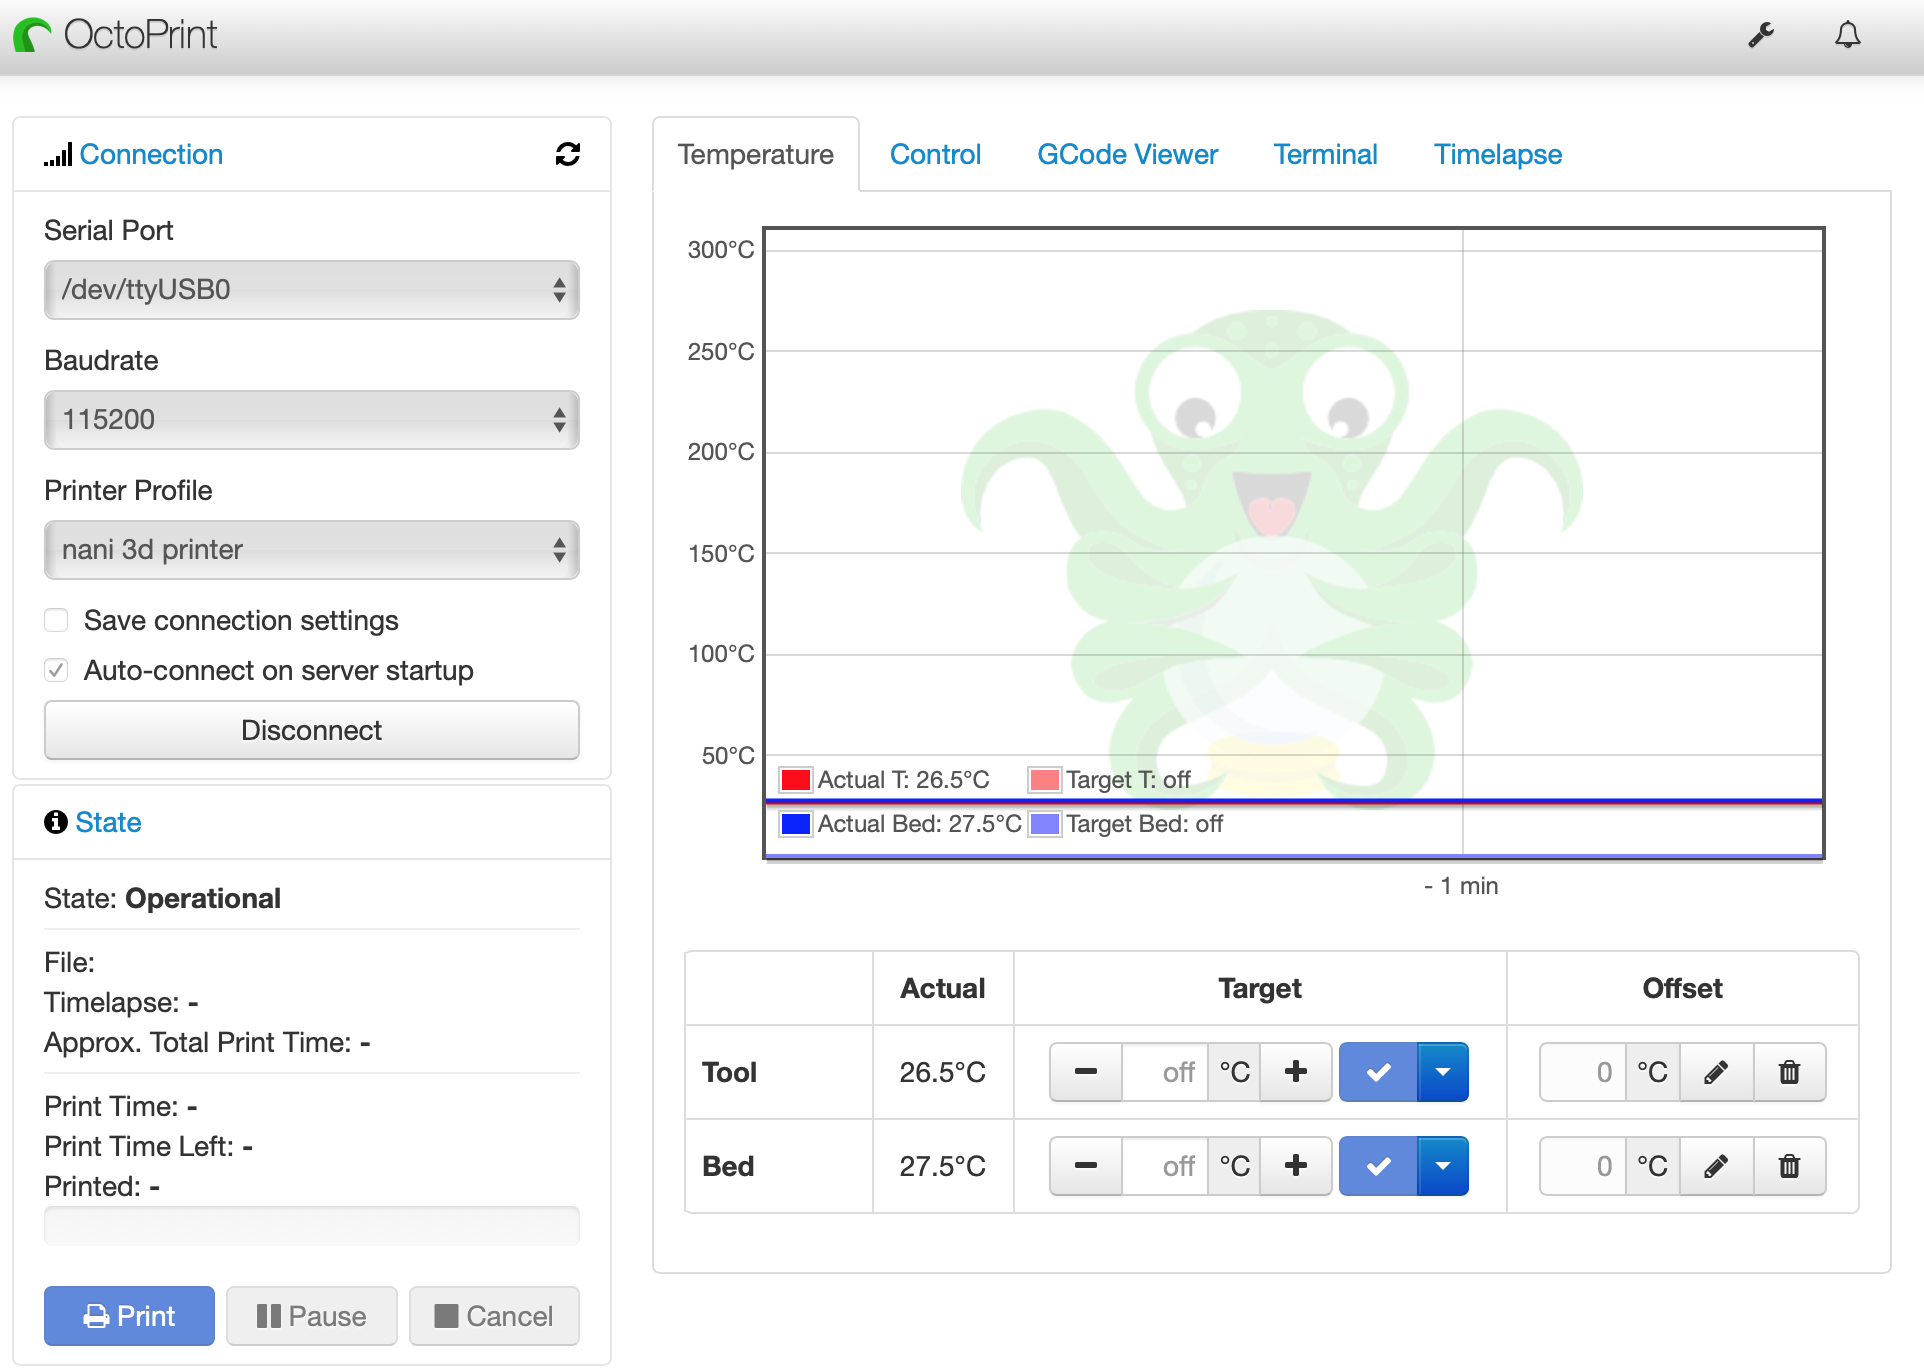 OctoPrint
Connection
Serial Port
/dev/ttyUSB0
Baudrate
115200
Printer Profile
nani 3d printer
Save connection settings
Auto-connect on server startup
Disconnect
State
State: Operational
File:
Timelapse: -
Approx. Total Print Time: -
Print Time: -
Print Time Left: -
Printed: -
Print Pause Cancel
Temperature Control GCode Viewer Terminal Timelapse
300°C
250°C
200°C
150°C
100°C
50°C
Actual T: 26.5°C Target T: off
Actual Bed: 27.5°C Target Bed: off
- 1 min
Actual Target Offset
Tool 26.5°C off °C 0 °C
Bed 27.5°C off °C 0 °C